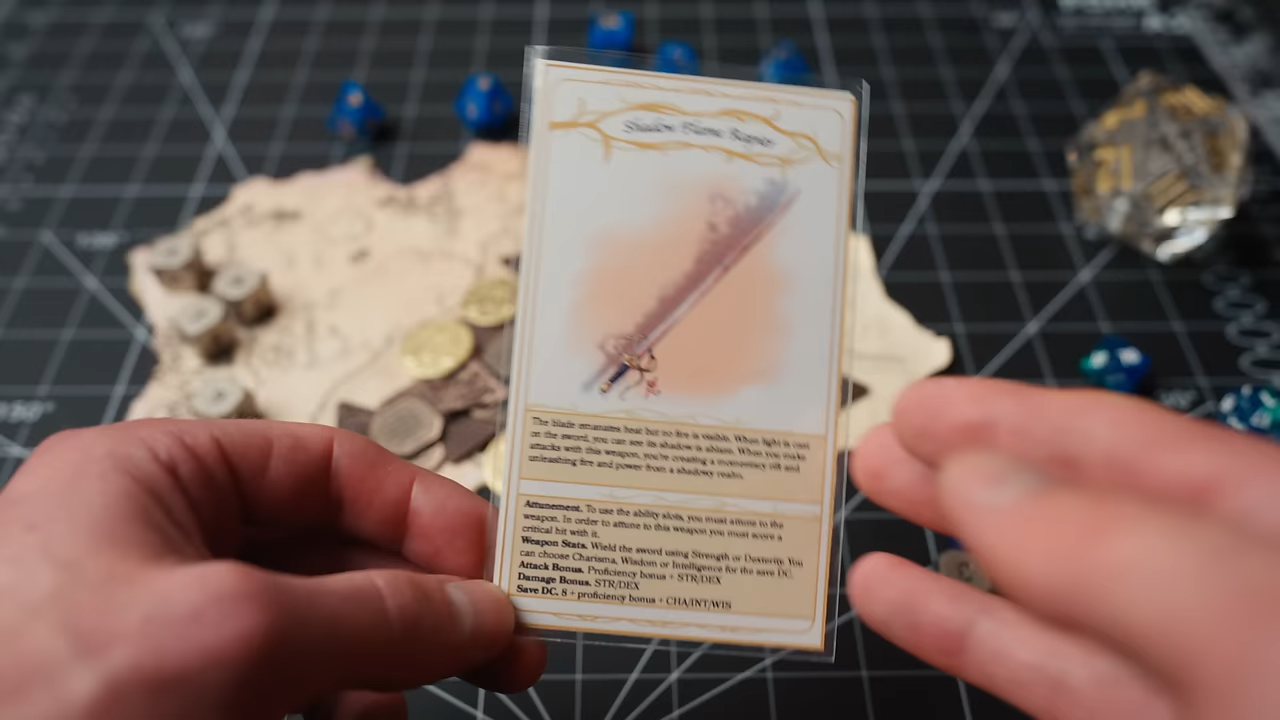 Shadow Flame Rapier
The blade emanates heat but no fire is visible. When light is cast
on the sword, you can see its shadow is ablaze. When you make
attacks with this weapon, you're creating a momentary rift and
unleashing fire and power from a shadowy realm.
Attunement. To use the ability slots, you must attune to the
weapon. In order to attune to this weapon you must score a
critical hit with it.
Weapon Stats. Wield the sword using Strength or Dexterity. You
can choose Charisma, Wisdom or Intelligence for the save DC.
Attack Bonus. Proficiency bonus + STR/DEX
Damage Bonus. STR/DEX
Save DC. 8 + proficiency bonus + CHA/INT/WIS